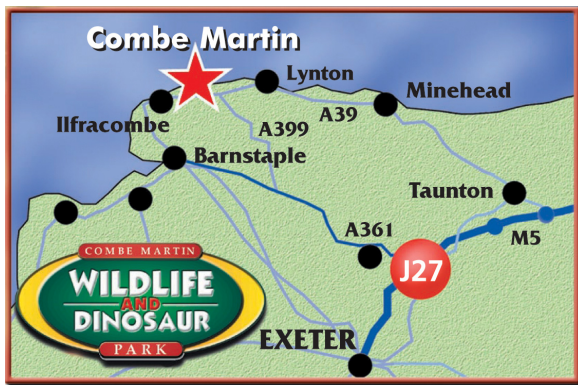 Combe Martin
Lynton
Minehead
Ilfracombe
A399
A39
Barnstaple
Taunton
A361
M5
J27
COMBE MARTIN
WILDLIFE
AND
DINOSAUR
PARK
EXETER